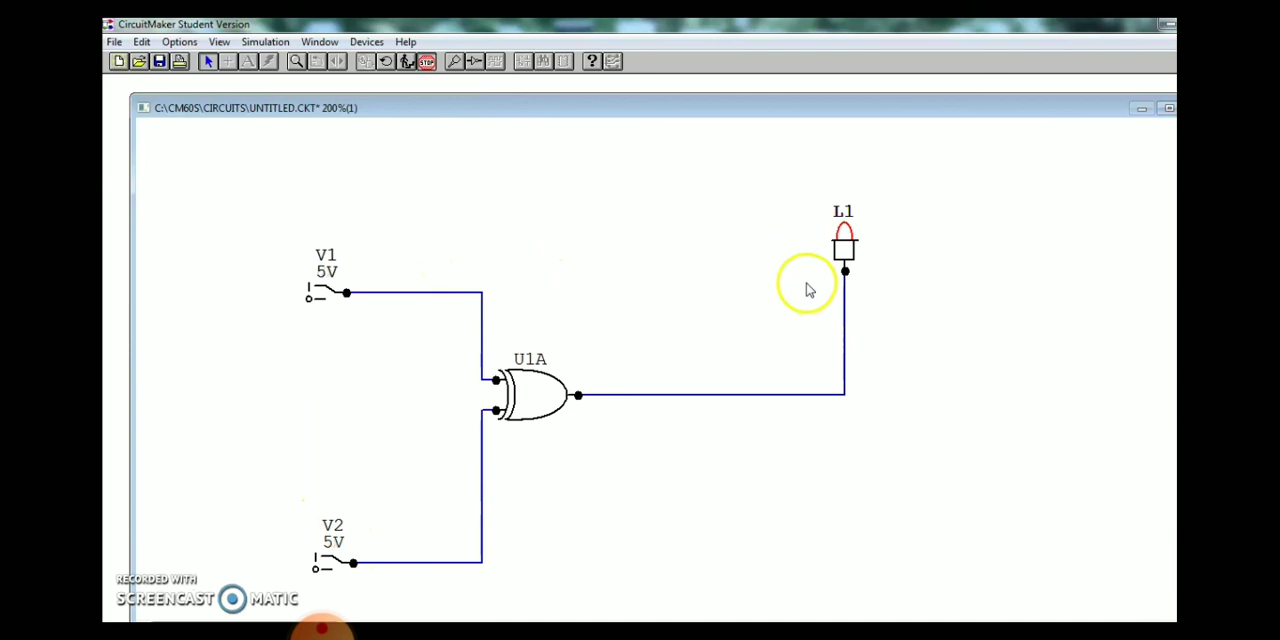 CircuitMaker Student Version
File Edit Options View Simulation Window Devices Help
A STOP ?
C:\CM60S\CIRCUITS\UNTITLED.CKT* 200%(1)
L1
V1
5V
U1A
V2
5V
RECORDED WITH
SCREENCAST MATIC